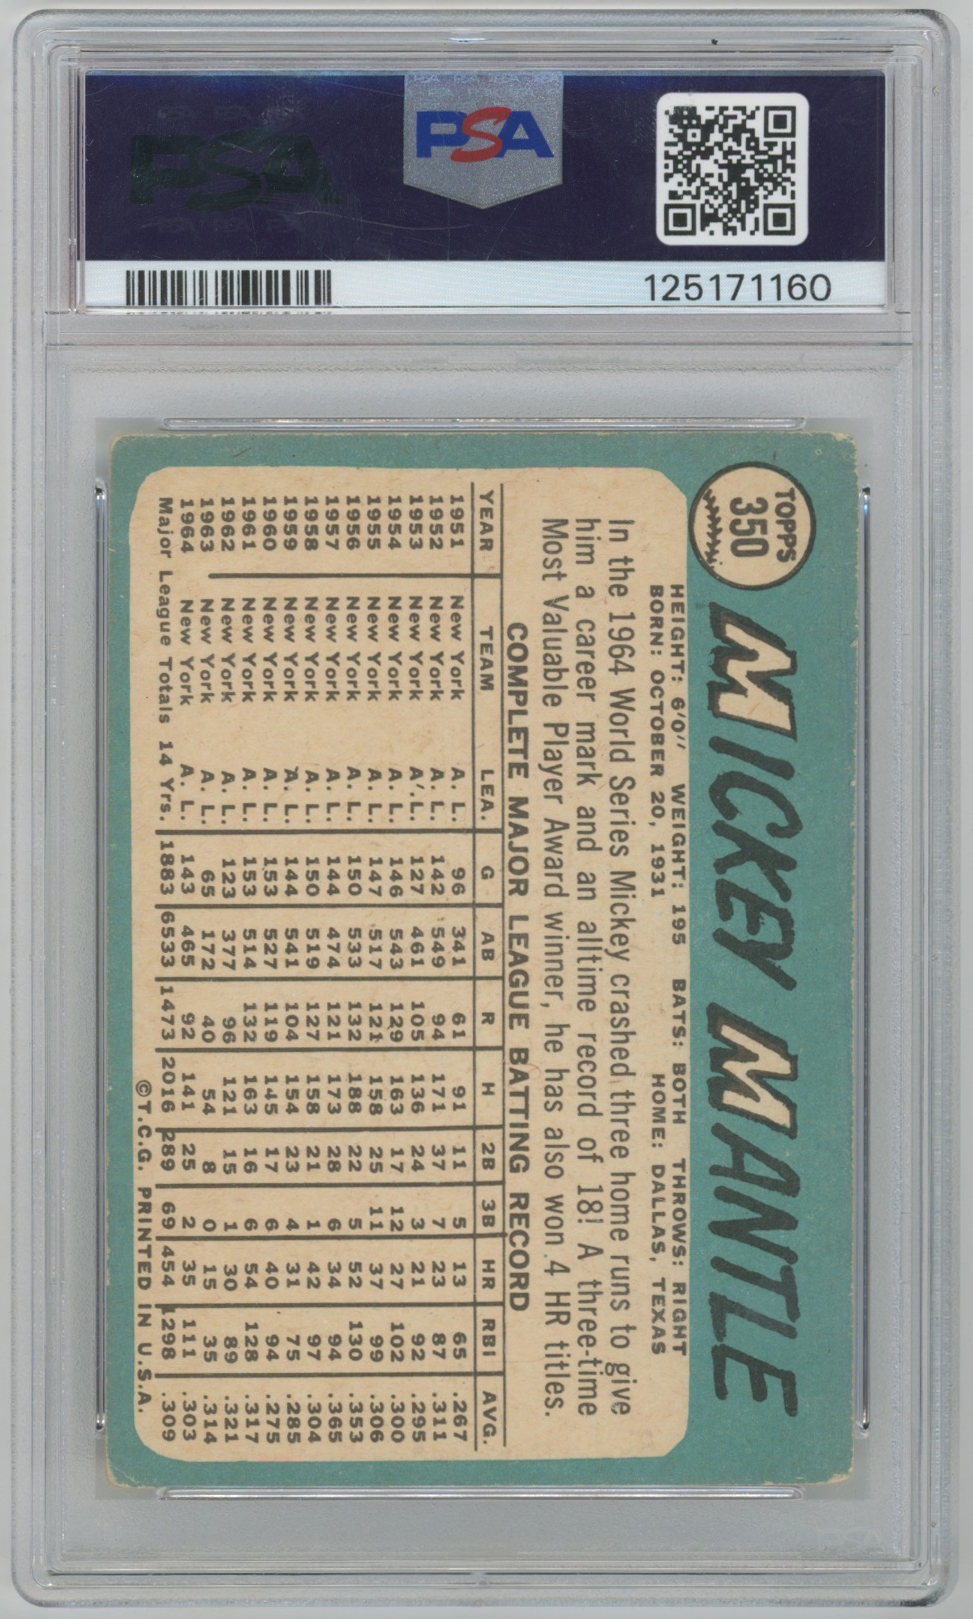 PSA
125171160
TOPPS
350
MICKEY MANTLE
HEIGHT: 6'0" WEIGHT: 195 BATS: BOTH THROWS: RIGHT
BORN: OCTOBER 20, 1931 HOME: DALLAS, TEXAS
In the 1964 World Series Mickey crashed three home runs to give
him a career mark and an alltime record of 18! A three-time
Most Valuable Player Award winner, he has also won 4 HR titles.
COMPLETE MAJOR LEAGUE BATTING RECORD
YEAR TEAM LEA. G AB R H 2B 3B HR RBI AVG.
1951 New York A. L. 96 341 61 91 11 5 13 65 .267
1952 New York A. L. 142 549 94 171 37 7 23 87 .311
1953 New York A. L. 127 461 105 136 24 3 21 92 .295
1954 New York A. L. 146 543 129 163 17 12 27 102 .300
1955 New York A. L. 147 517 121 158 25 11 37 99 .306
1956 New York A. L. 150 533 132 188 22 5 52 130 .353
1957 New York A. L. 144 474 121 173 28 6 34 94 .365
1958 New York A. L. 150 519 127 158 21 1 42 97 .304
1959 New York A. L. 144 541 104 154 23 4 31 75 .285
1960 New York A. L. 153 527 119 145 17 6 40 94 .275
1961 New York A. L. 153 514 132 163 16 6 54 128 .317
1962 New York A. L. 123 377 96 121 15 1 30 89 .321
1963 New York A. L. 65 172 40 54 8 0 15 35 .314
1964 New York A. L. 143 465 92 141 25 2 35 111 .303
Major League Totals 14 Yrs. 1883 6533 1473 2016 289 69 454 1298 .309
©T.C.G. PRINTED IN U.S.A.